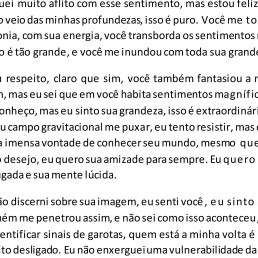 uei muito aflito com esse sentimento, mas estou feliz
o veio das minhas profundezas, isso é puro. Você me to
onia, com sua energia, você transborda os sentimentos
o é tão grande, e você me inundou com toda sua grande
respeito, claro que sim, você também fantasiou a
, mas eu sei que em você habita sentimentos magnífic
onheço, mas eu sinto sua grandeza, isso é extraordinári
u campo gravitacional me puxar, eu tento resistir, mas
a imensa vontade de conhecer seu mundo, mesmo que
desejo, eu quero sua amizade para sempre. Eu quero
gada e sua mente lúcida.
ão discerni sobre sua imagem, eu senti você, eu sinto
uém me penetrou assim, e não sei como isso aconteceu,
entificar sinais de garotas, quem está a minha volta é
ito desligado. Eu não enxerguei uma vulnerabilidade da